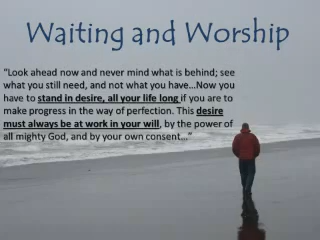 Waiting and Worship
"Look ahead now and never mind what is behind; see
what you still need, and not what you have...Now you
have to stand in desire, all your life long if you are to
make progress in the way of perfection. This desire
must always be at work in your will, by the power of
all mighty God, and by your own consent..."